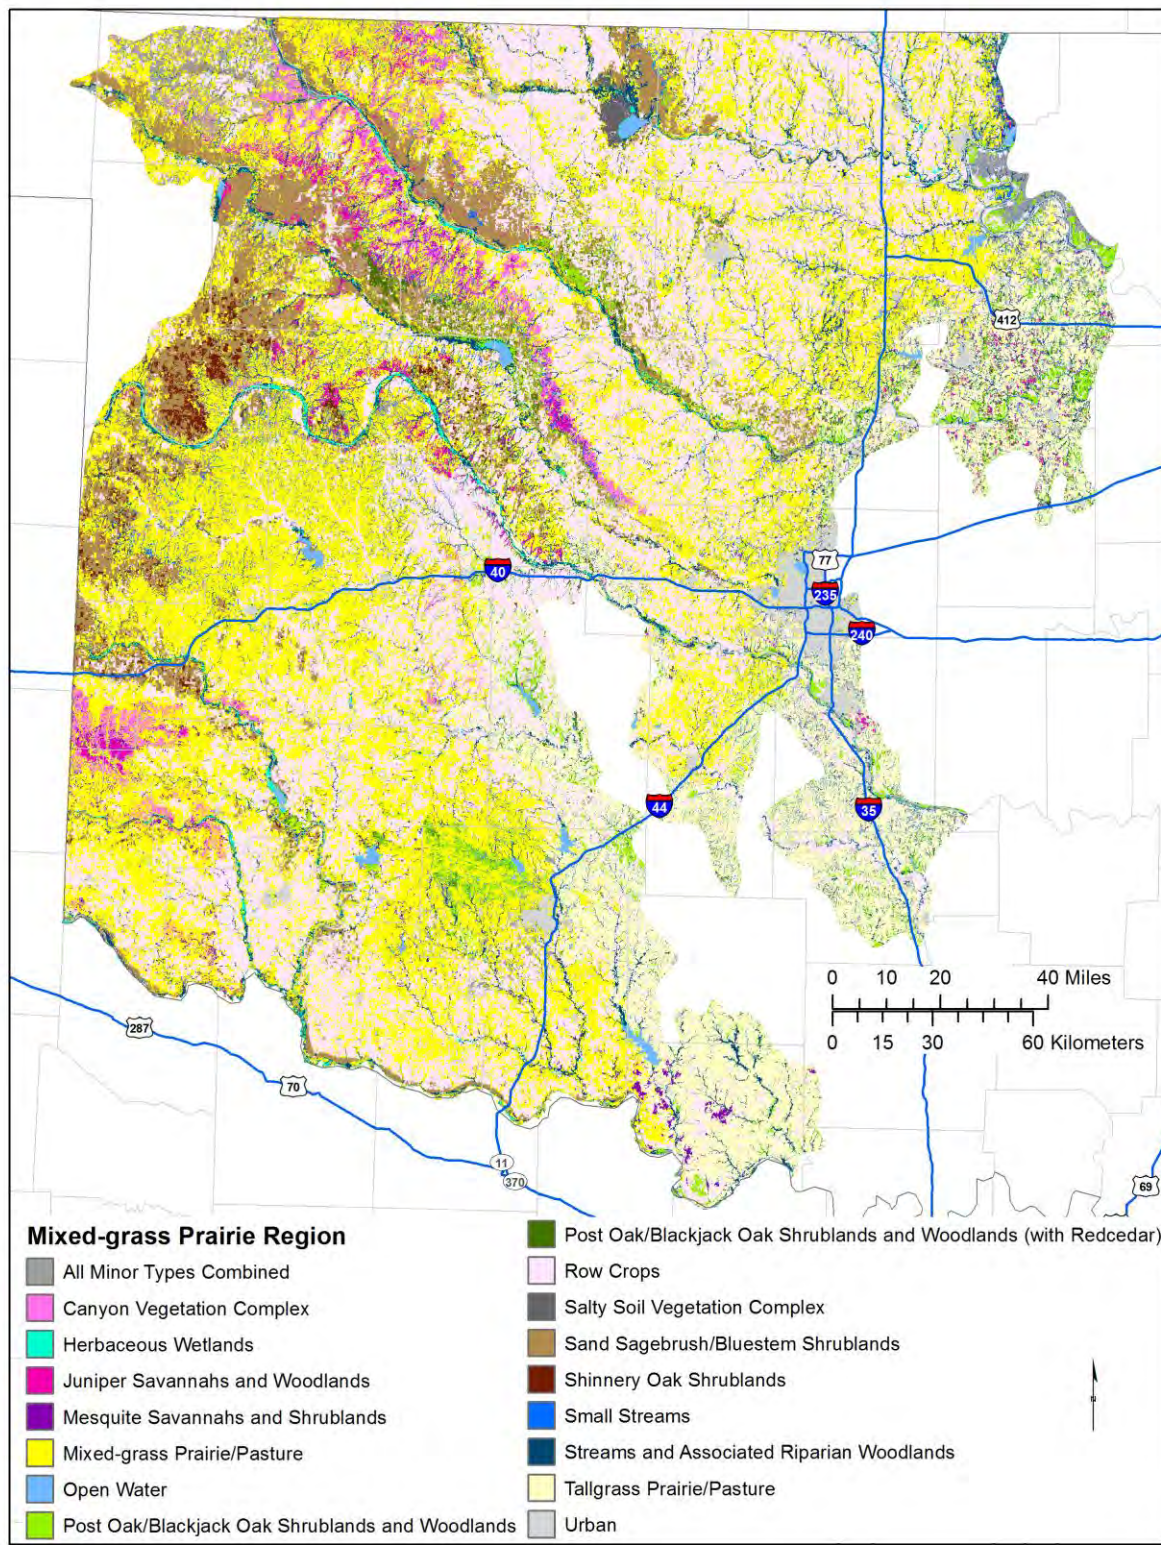 412
77
40
235
240
44
35
0 10 20 40 Miles
0 15 30 60 Kilometers
287
70
11
370
69
Mixed-grass Prairie Region
All Minor Types Combined
Canyon Vegetation Complex
Herbaceous Wetlands
Juniper Savannahs and Woodlands
Mesquite Savannahs and Shrublands
Mixed-grass Prairie/Pasture
Open Water
Post Oak/Blackjack Oak Shrublands and Woodlands
Post Oak/Blackjack Oak Shrublands and Woodlands (with Redcedar)
Row Crops
Salty Soil Vegetation Complex
Sand Sagebrush/Bluestem Shrublands
Shinnery Oak Shrublands
Small Streams
Streams and Associated Riparian Woodlands
Tallgrass Prairie/Pasture
Urban